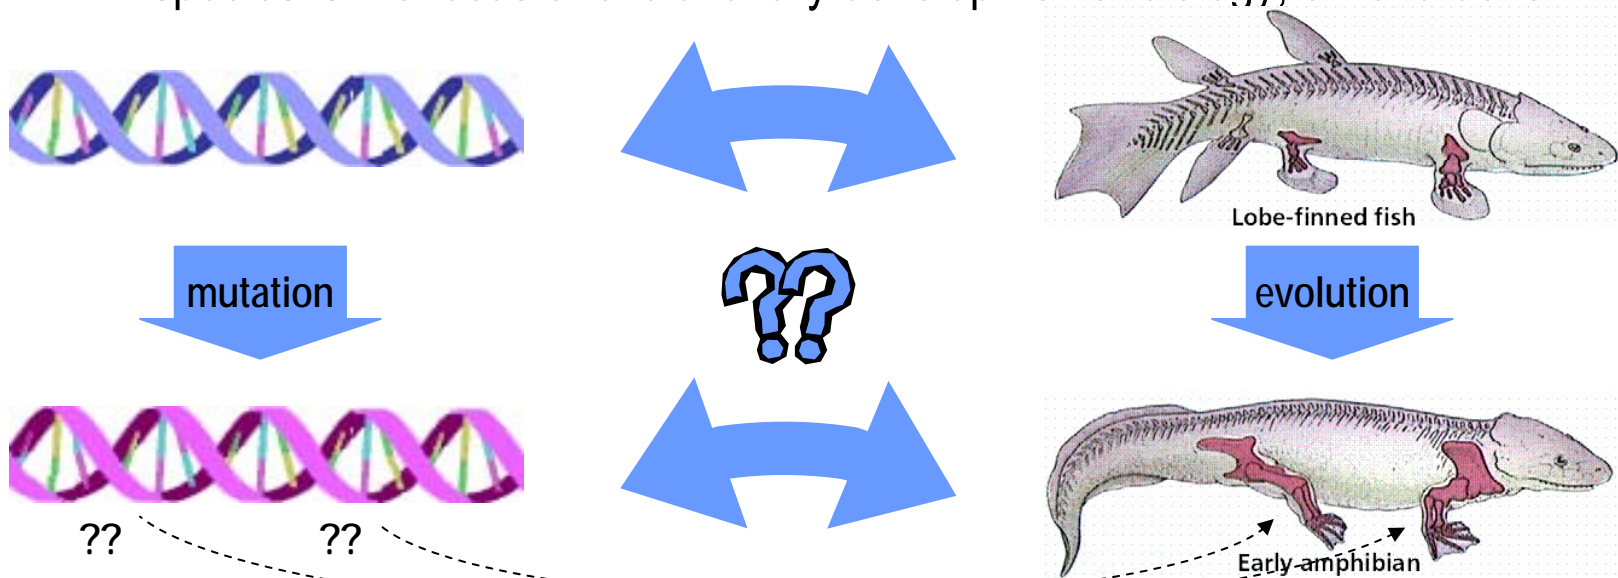 Lobe-finned fish
mutation
evolution
?? ??
Early amphibian